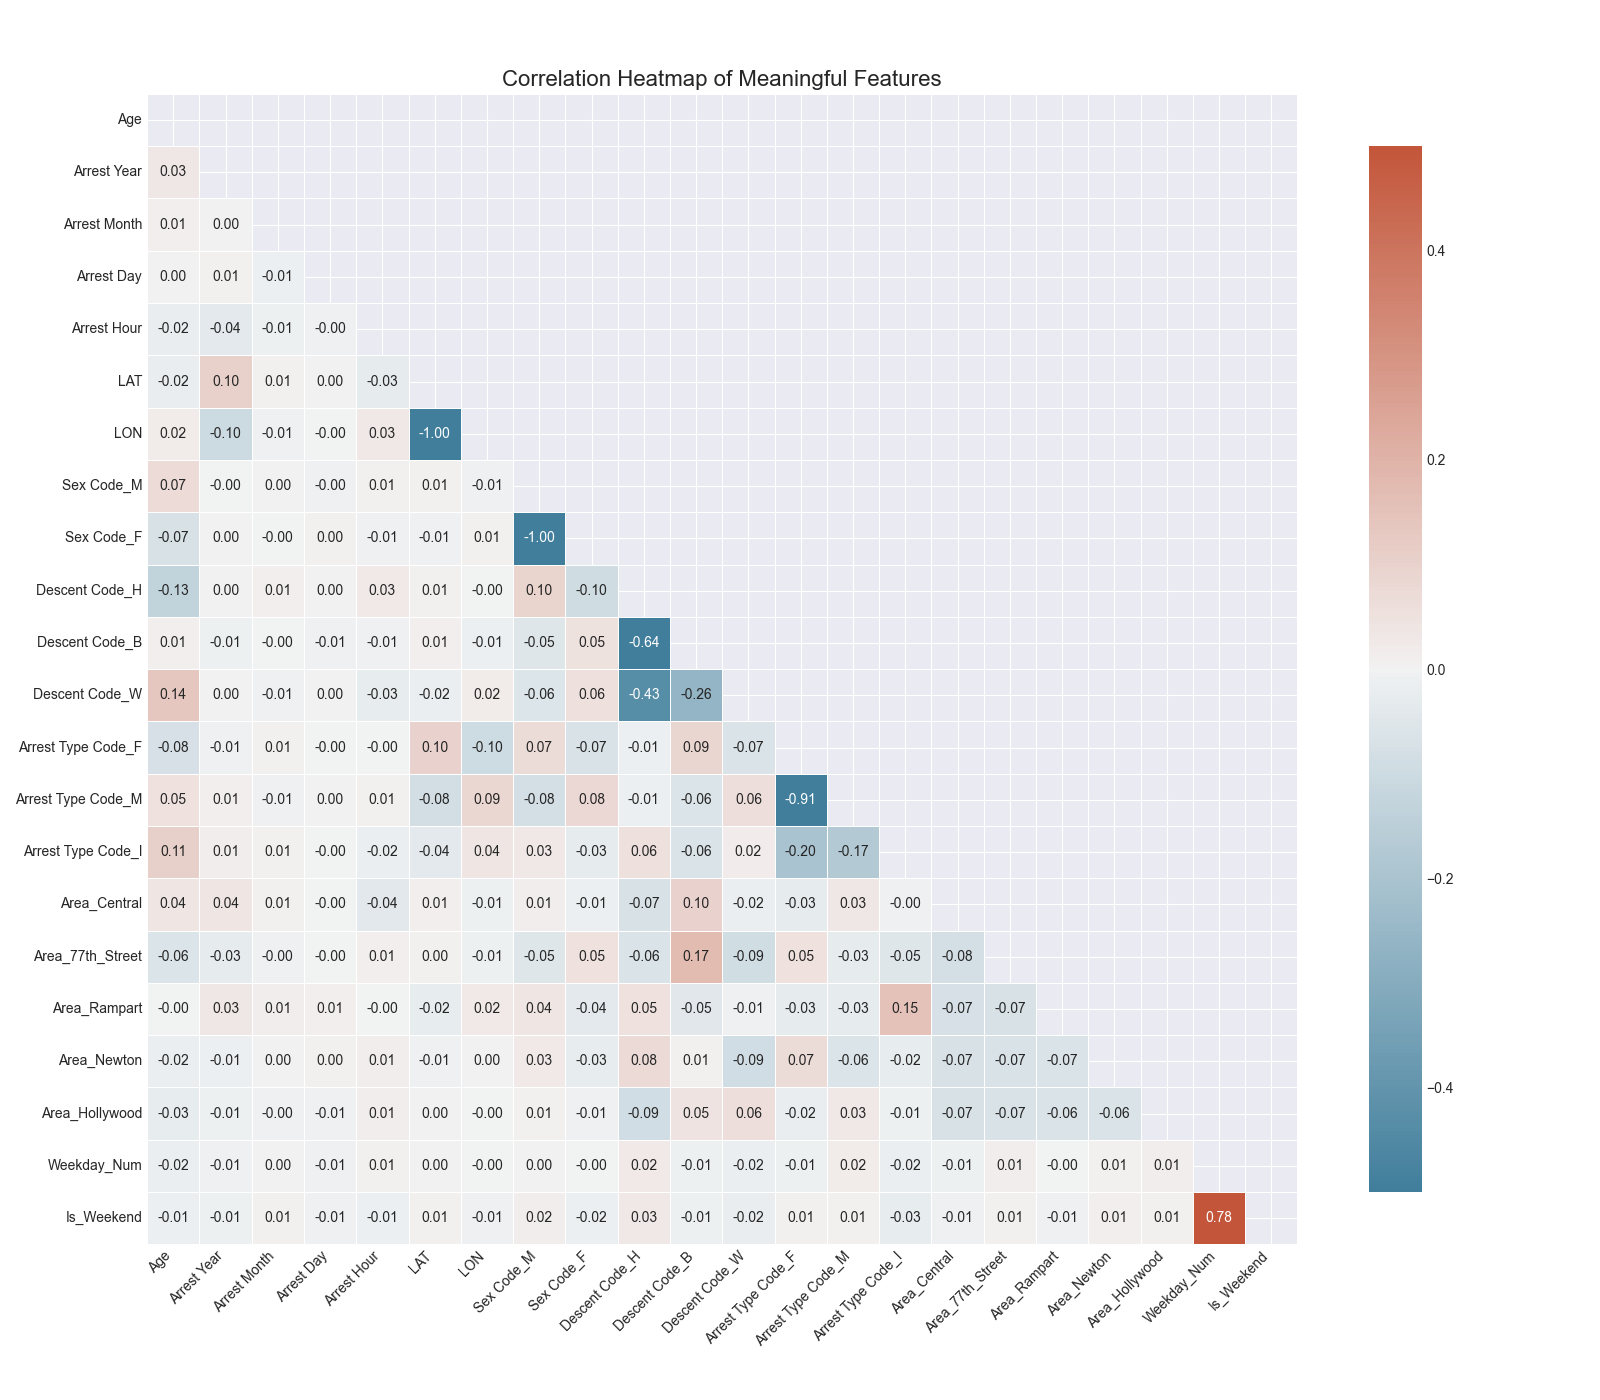 Correlation Heatmap of Meaningful Features
Age
Arrest Year 0.03
Arrest Month 0.01 0.00
Arrest Day 0.00 0.01 -0.01
Arrest Hour -0.02 -0.04 -0.01 -0.00
LAT -0.02 0.10 0.01 0.00 -0.03
LON 0.02 -0.10 -0.01 -0.00 0.03 -1.00
Sex Code_M 0.07 -0.00 0.00 -0.00 0.01 0.01 -0.01
Sex Code_F -0.07 0.00 -0.00 0.00 -0.01 -0.01 0.01 -1.00
Descent Code_H -0.13 0.00 0.01 0.00 0.03 0.01 -0.00 0.10 -0.10
Descent Code_B 0.01 -0.01 -0.00 -0.01 -0.01 0.01 -0.01 -0.05 0.05 -0.64
Descent Code_W 0.14 0.00 -0.01 0.00 -0.03 -0.02 0.02 -0.06 0.06 -0.43 -0.26
Arrest Type Code_F -0.08 -0.01 0.01 -0.00 -0.00 0.10 -0.10 0.07 -0.07 -0.01 0.09 -0.07
Arrest Type Code_M 0.05 0.01 -0.01 0.00 0.01 -0.08 0.09 -0.08 0.08 -0.01 -0.06 0.06 -0.91
Arrest Type Code_I 0.11 0.01 0.01 -0.00 -0.02 -0.04 0.04 0.03 -0.03 0.06 -0.06 0.02 -0.20 -0.17
Area_Central 0.04 0.04 0.01 -0.00 -0.04 0.01 -0.01 0.01 -0.01 -0.07 0.10 -0.02 -0.03 0.03 -0.00
Area_77th_Street -0.06 -0.03 -0.00 -0.00 0.01 0.00 -0.01 -0.05 0.05 -0.06 0.17 -0.09 0.05 -0.03 -0.05 -0.08
Area_Rampart -0.00 0.03 0.01 0.01 -0.00 -0.02 0.02 0.04 -0.04 0.05 -0.05 -0.01 -0.03 -0.03 0.15 -0.07 -0.07
Area_Newton -0.02 -0.01 0.00 0.00 0.01 -0.01 0.00 0.03 -0.03 0.08 0.01 -0.09 0.07 -0.06 -0.02 -0.07 -0.07 -0.07
Area_Hollywood -0.03 -0.01 -0.00 -0.01 0.01 0.00 -0.00 0.01 -0.01 -0.09 0.05 0.06 -0.02 0.03 -0.01 -0.07 -0.07 -0.06 -0.06
Weekday_Num -0.02 -0.01 0.00 -0.01 0.01 0.00 -0.00 0.00 -0.00 0.02 -0.01 -0.02 -0.01 0.02 -0.02 -0.01 0.01 -0.00 0.01 0.01
Is_Weekend -0.01 -0.01 0.01 -0.01 -0.01 0.01 -0.01 0.02 -0.02 0.03 -0.01 -0.02 0.01 0.01 -0.03 -0.01 0.01 -0.01 0.01 0.01 0.78
Age
Arrest Year
Arrest Month
Arrest Day
Arrest Hour
LAT
LON
Sex Code_M
Sex Code_F
Descent Code_H
Descent Code_B
Descent Code_W
Arrest Type Code_F
Arrest Type Code_M
Arrest Type Code_I
Area_Central
Area_77th_Street
Area_Rampart
Area_Newton
Area_Hollywood
Weekday_Num
Is_Weekend
0.4
0.2
0.0
−0.2
−0.4